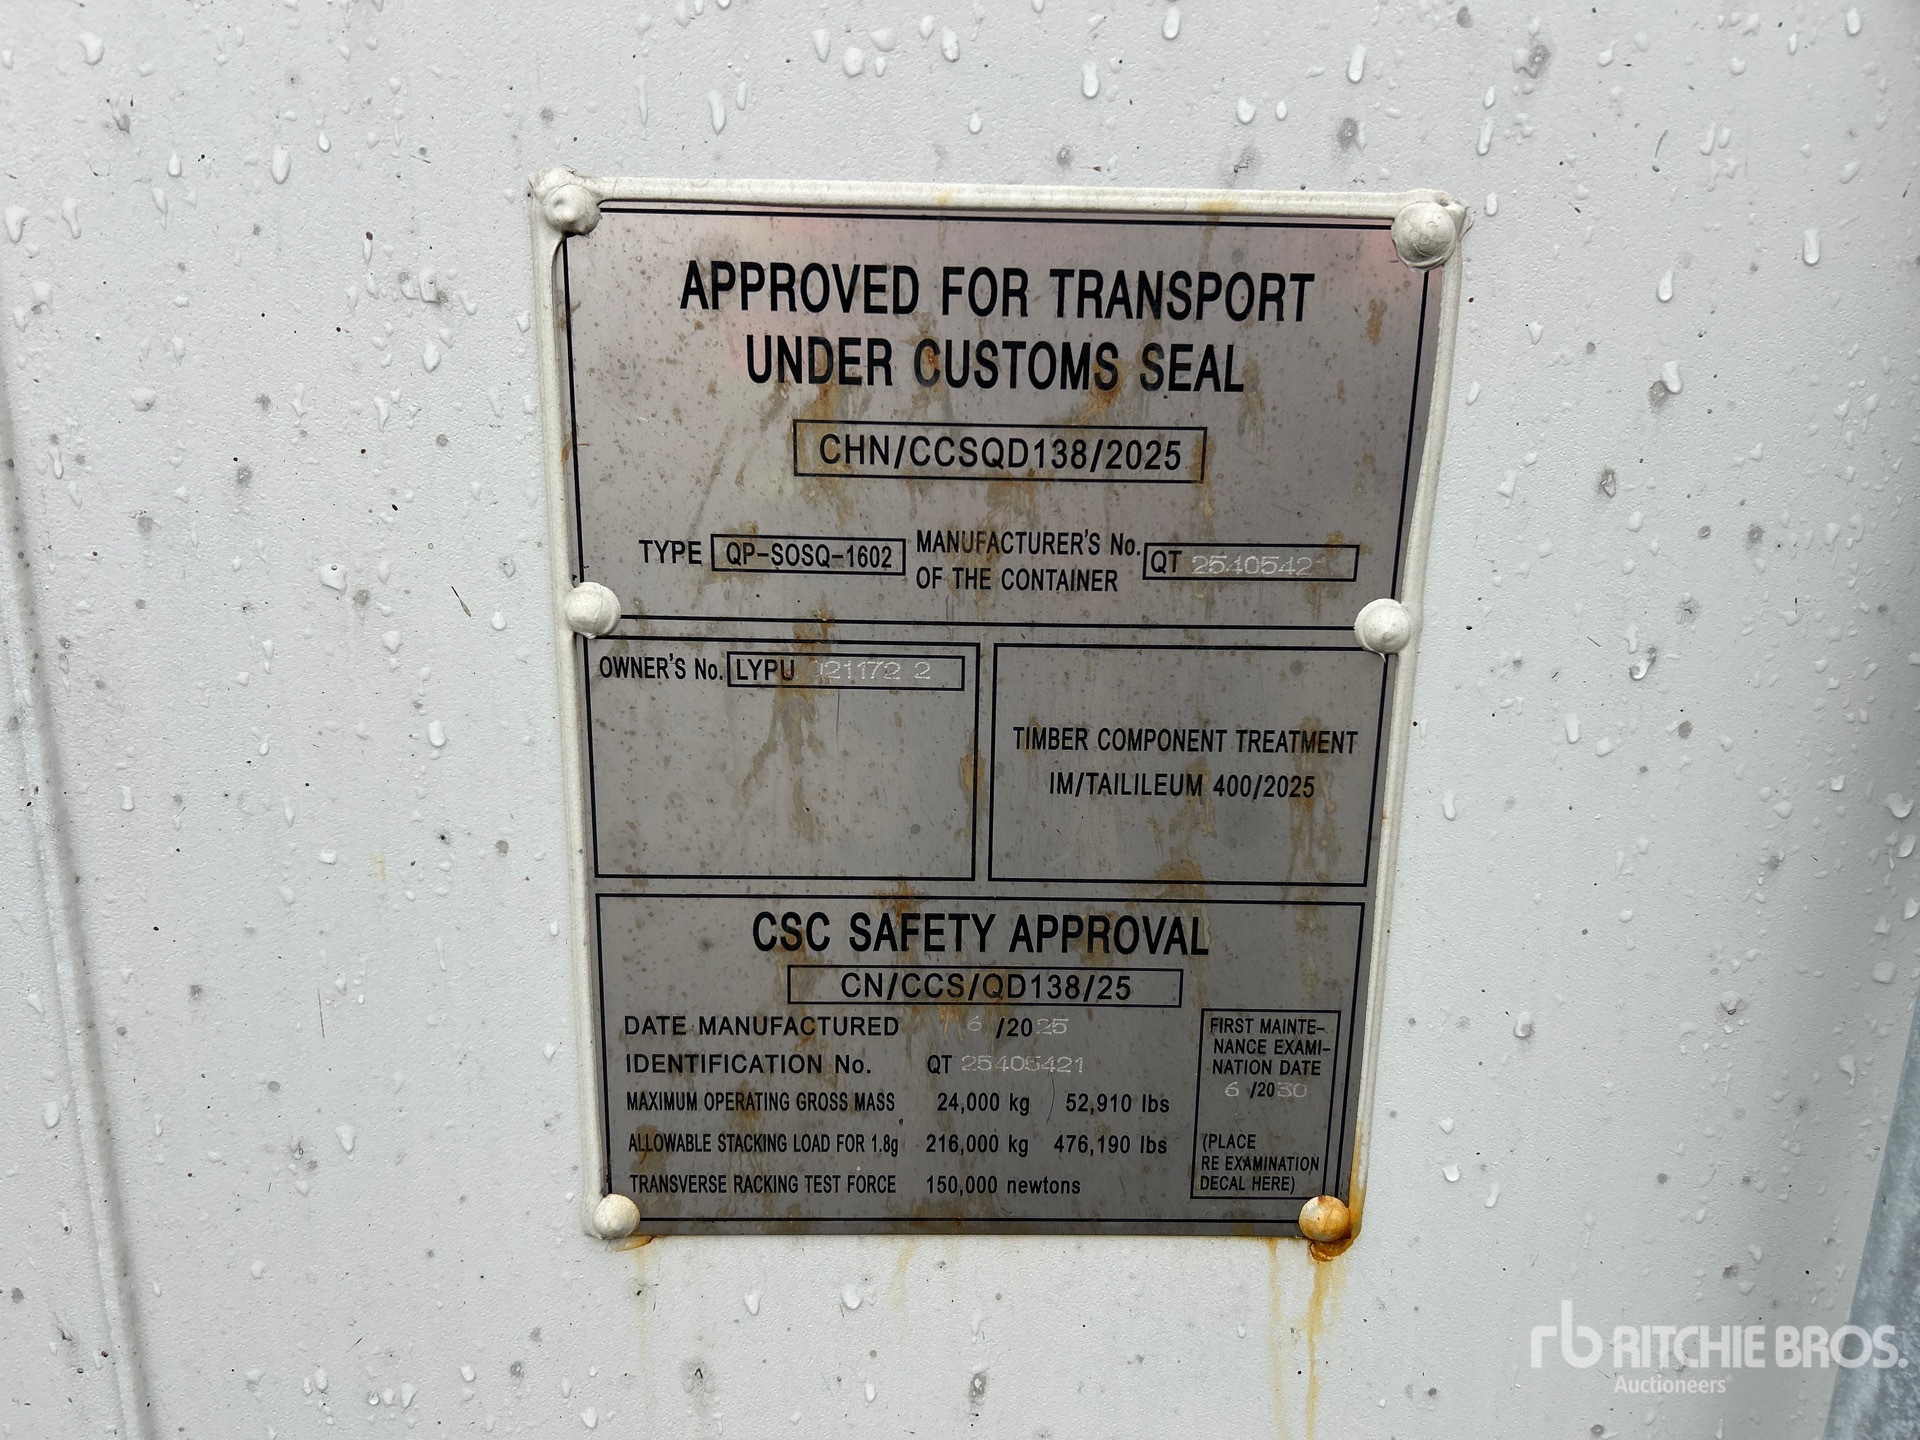 APPROVED FOR TRANSPORT
UNDER CUSTOMS SEAL
CHN/CCSQD138/2025
TYPE QP-SOSQ-1602 MANUFACTURER'S No. OF THE CONTAINER QT
OWNER'S No. LYPU
TIMBER COMPONENT TREATMENT
IM/TAILILEUM 400/2025
CSC SAFETY APPROVAL
CN/CCS/QD138/25
DATE MANUFACTURED 6 /2025
IDENTIFICATION No. QT 25405421
MAXIMUM OPERATING GROSS MASS 24,000 kg 52,910 lbs
ALLOWABLE STACKING LOAD FOR 1.8g 216,000 kg 476,190 lbs
TRANSVERSE RACKING TEST FORCE 150,000 newtons
FIRST MAINTE-
NANCE EXAMI-
NATION DATE
6 /2030
(PLACE
RE EXAMINATION
DECAL HERE)
rb RITCHIE BROS.
Auctioneers